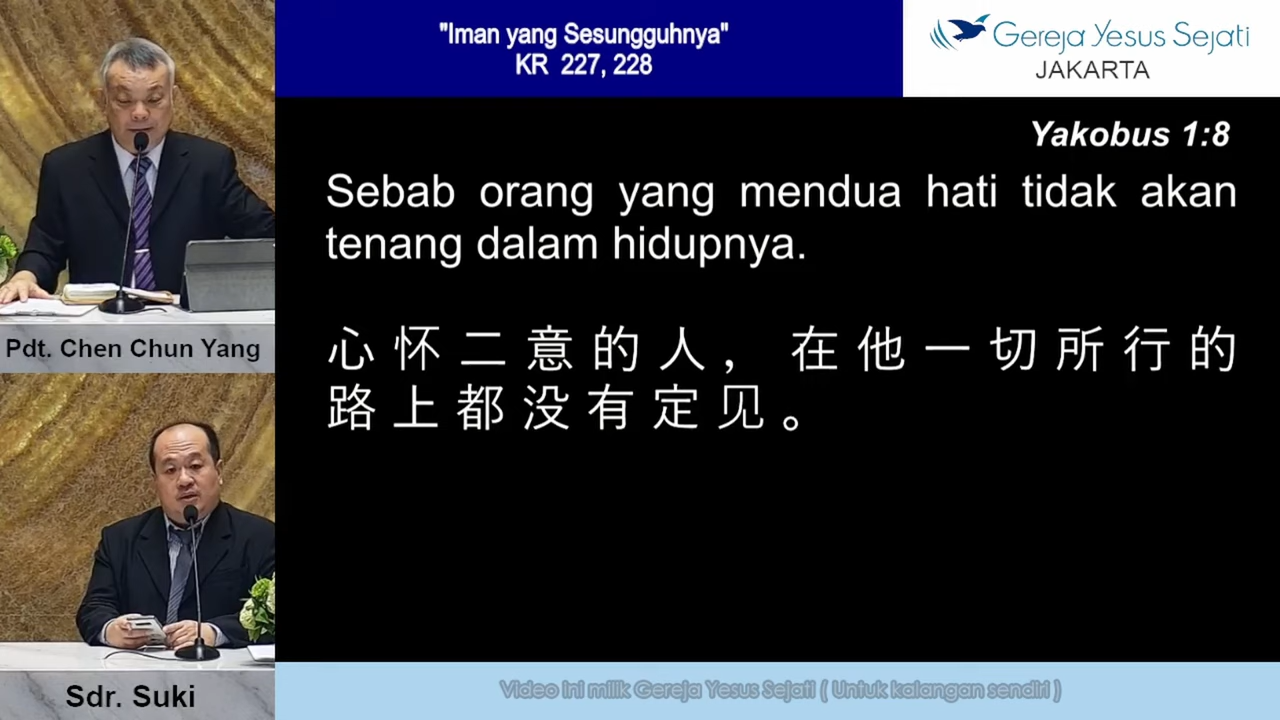 "Iman yang Sesungguhnya"
KR 227, 228
Gereja Yesus Sejati
JAKARTA
Yakobus 1:8
Sebab orang yang mendua hati tidak akan
tenang dalam hidupnya.
心怀二意的人，在他一切所行的
路上都没有定见。
Pdt. Chen Chun Yang
Sdr. Suki
Video ini milik Gereja Yesus Sejati ( Untuk kalangan sendiri )